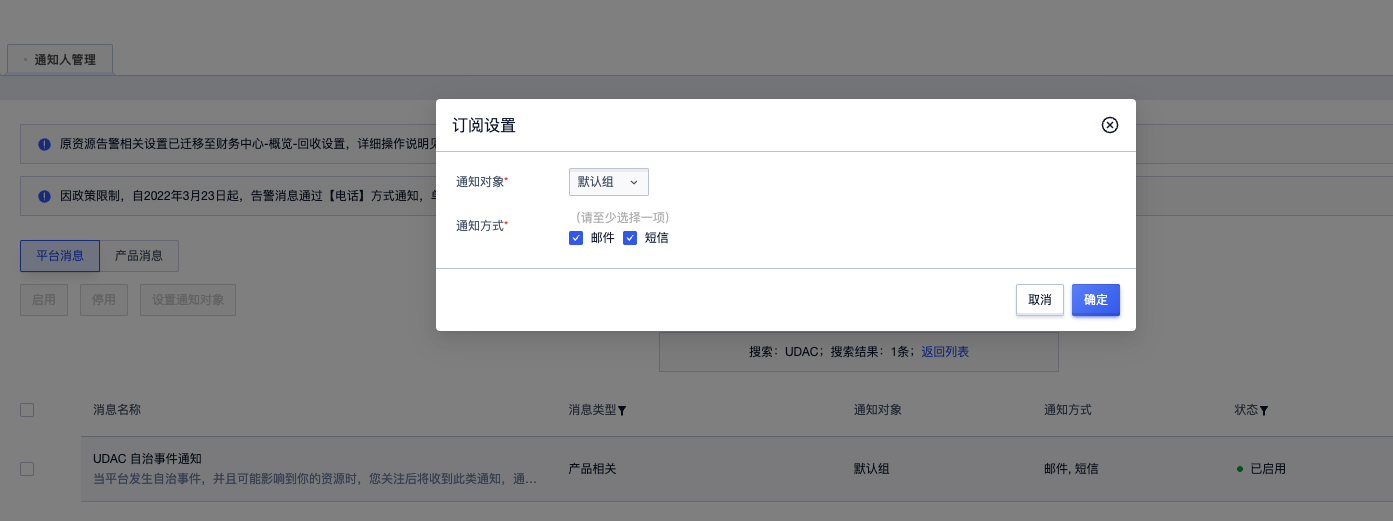 通知人管理
订阅设置
原资源告警相关设置已迁移至财务中心-概览-回收设置，详细操作说明
因政策限制，自2022年3月23日起，告警消息通过【电话】方式通知，
通知对象*
默认组
通知方式*
（请至少选择一项）
邮件 短信
平台消息 产品消息
启用 停用 设置通知对象
取消 确定
搜索：UDAC；搜索结果：1条；返回列表
消息名称 消息类型 通知对象 通知方式 状态
UDAC 自治事件通知
当平台发生自治事件，并且可能影响到你的资源时，您关注后将收到此类通知，通...
产品相关 默认组 邮件, 短信 已启用